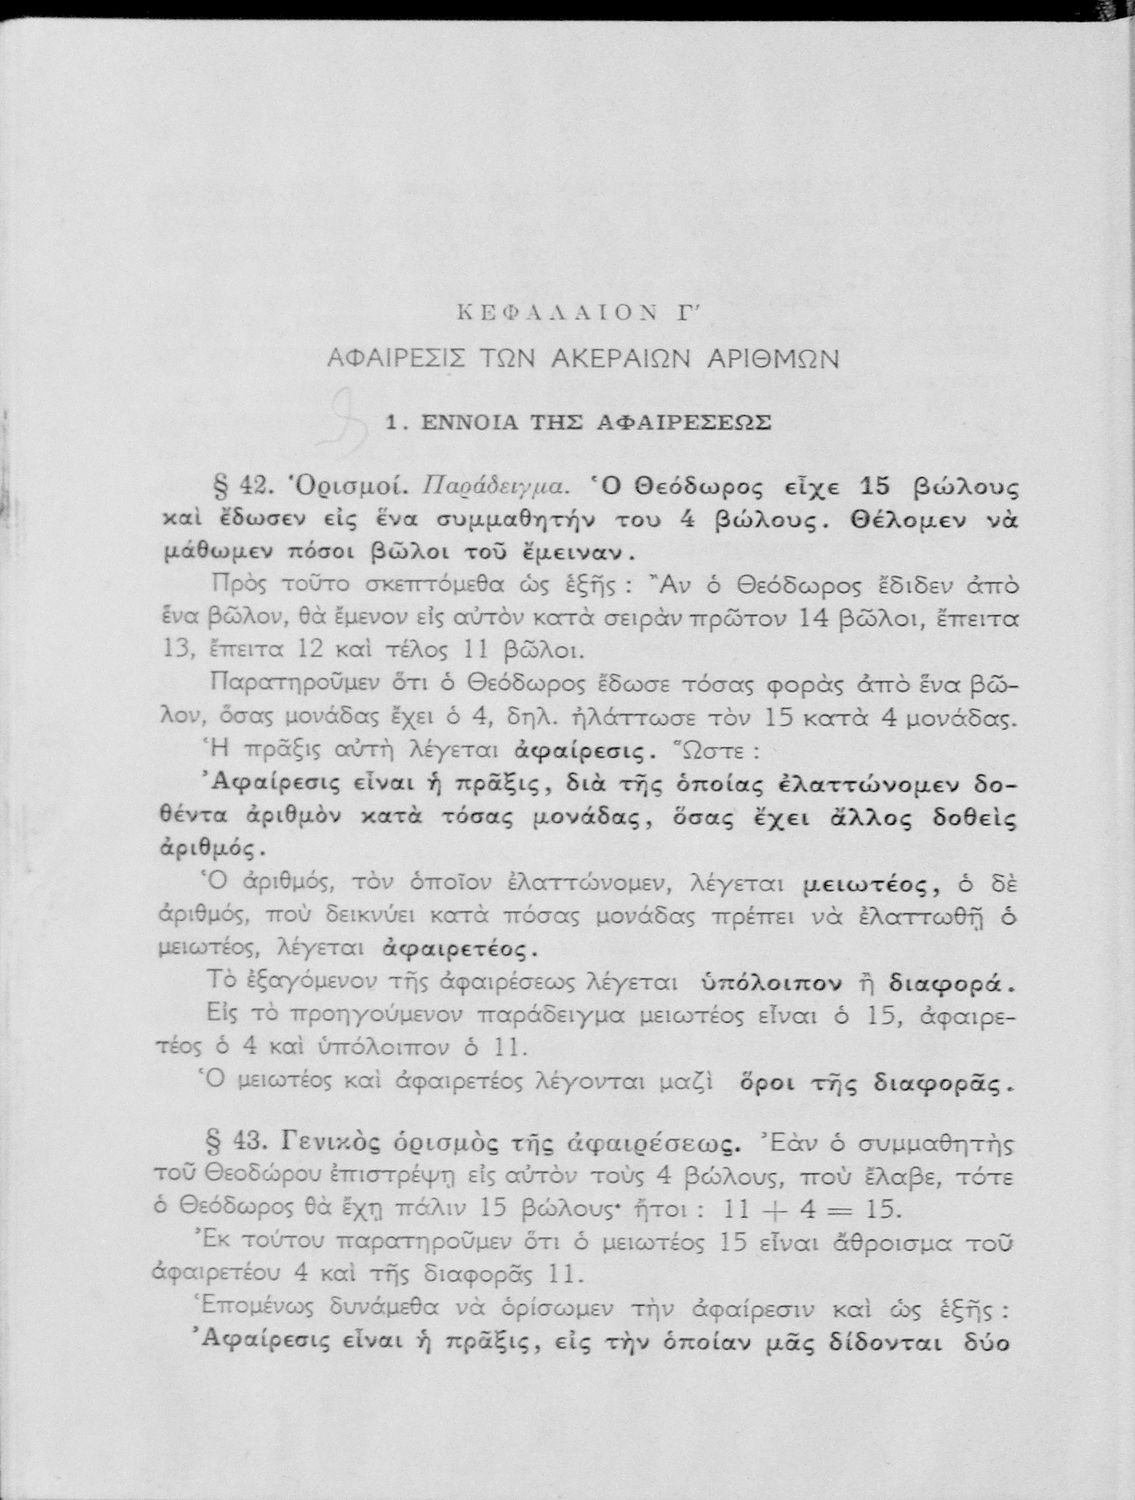 ΚΕΦΑΛΑΙΟΝ Γ′
ΑΦΑΙΡΕΣΙΣ ΤΩΝ ΑΚΕΡΑΙΩΝ ΑΡΙΘΜΩΝ
1. ΕΝΝΟΙΑ ΤΗΣ ΑΦΑΙΡΕΣΕΩΣ
§ 42. Ὁρισμοί. Παράδειγμα. Ὁ Θεόδωρος εἶχε 15 βώλους
καὶ ἔδωσεν εἰς ἕνα συμμαθητήν του 4 βώλους. Θέλομεν νὰ
μάθωμεν πόσοι βῶλοι τοῦ ἔμειναν.
Πρὸς τοῦτο σκεπτόμεθα ὡς ἑξῆς : Ἂν ὁ Θεόδωρος ἔδιδεν ἀπὸ
ἕνα βῶλον, θὰ ἔμενον εἰς αὐτὸν κατὰ σειρὰν πρῶτον 14 βῶλοι, ἔπειτα
13, ἔπειτα 12 καὶ τέλος 11 βῶλοι.
Παρατηροῦμεν ὅτι ὁ Θεόδωρος ἔδωσε τόσας φορὰς ἀπὸ ἕνα βῶ-
λον, ὅσας μονάδας ἔχει ὁ 4, δηλ. ἠλάττωσε τὸν 15 κατὰ 4 μονάδας.
Ἡ πρᾶξις αὐτὴ λέγεται ἀφαίρεσις. Ὥστε :
Ἀφαίρεσις εἶναι ἡ πρᾶξις, διὰ τῆς ὁποίας ἐλαττώνομεν δο-
θέντα ἀριθμὸν κατὰ τόσας μονάδας, ὅσας ἔχει ἄλλος δοθεὶς
ἀριθμός.
Ὁ ἀριθμός, τὸν ὁποῖον ἐλαττώνομεν, λέγεται μειωτέος, ὁ δὲ
ἀριθμός, ποὺ δεικνύει κατὰ πόσας μονάδας πρέπει νὰ ἐλαττωθῇ ὁ
μειωτέος, λέγεται ἀφαιρετέος.
Τὸ ἐξαγόμενον τῆς ἀφαιρέσεως λέγεται ὑπόλοιπον ἢ διαφορά.
Εἰς τὸ προηγούμενον παράδειγμα μειωτέος εἶναι ὁ 15, ἀφαιρε-
τέος ὁ 4 καὶ ὑπόλοιπον ὁ 11.
Ὁ μειωτέος καὶ ἀφαιρετέος λέγονται μαζὶ ὅροι τῆς διαφορᾶς.
§ 43. Γενικὸς ὁρισμὸς τῆς ἀφαιρέσεως. Ἐὰν ὁ συμμαθητὴς
τοῦ Θεοδώρου ἐπιστρέψῃ εἰς αὐτὸν τοὺς 4 βώλους, ποὺ ἔλαβε, τότε
ὁ Θεόδωρος θὰ ἔχῃ πάλιν 15 βώλους· ἤτοι : 11 + 4 = 15.
Ἐκ τούτου παρατηροῦμεν ὅτι ὁ μειωτέος 15 εἶναι ἄθροισμα τοῦ
ἀφαιρετέου 4 καὶ τῆς διαφορᾶς 11.
Ἑπομένως δυνάμεθα νὰ ὁρίσωμεν τὴν ἀφαίρεσιν καὶ ὡς ἑξῆς :
Ἀφαίρεσις εἶναι ἡ πρᾶξις, εἰς τὴν ὁποίαν μᾶς δίδονται δύο